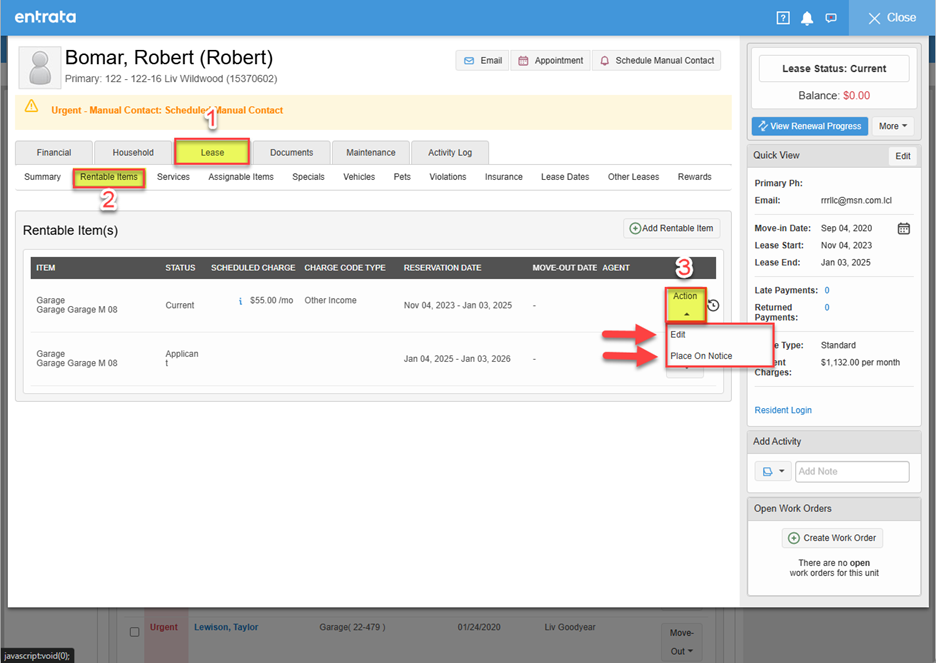 entrata
? Close
Bomar, Robert (Robert)
Primary: 122 - 122-16 Liv Wildwood (15370602)
Email Appointment Schedule Manual Contact
Urgent - Manual Contact: Scheduled Manual Contact
1
Financial Household Lease Documents Maintenance Activity Log
Summary Rentable Items Services Assignable Items Specials Vehicles Pets Violations Insurance Lease Dates Other Leases Rewards
2
Rentable Item(s)
Add Rentable Item
ITEM STATUS SCHEDULED CHARGE CHARGE CODE TYPE RESERVATION DATE MOVE-OUT DATE AGENT
3
Garage
Garage Garage M 08
Current
i $55.00 /mo Other Income
Nov 04, 2023 - Jan 03, 2025 -
Action
Edit
Place On Notice
Garage
Garage Garage M 08
Applican
t
Jan 04, 2025 - Jan 03, 2026 -
Lease Status: Current
Balance: $0.00
View Renewal Progress More
Quick View Edit
Primary Ph:
Email: rrrllc@msn.com.lcl
Move-in Date: Sep 04, 2020
Lease Start: Nov 04, 2023
Lease End: Jan 03, 2025
Late Payments: 0
Returned
Payments: 0
Type: Standard
Charges: $1,132.00 per month
Resident Login
Add Activity
Add Note
Open Work Orders
Create Work Order
There are no open
work orders for this unit
Urgent Lewison, Taylor Garage( 22-479 ) 01/24/2020 Liv Goodyear
Move-
Out
javascript:void(0);